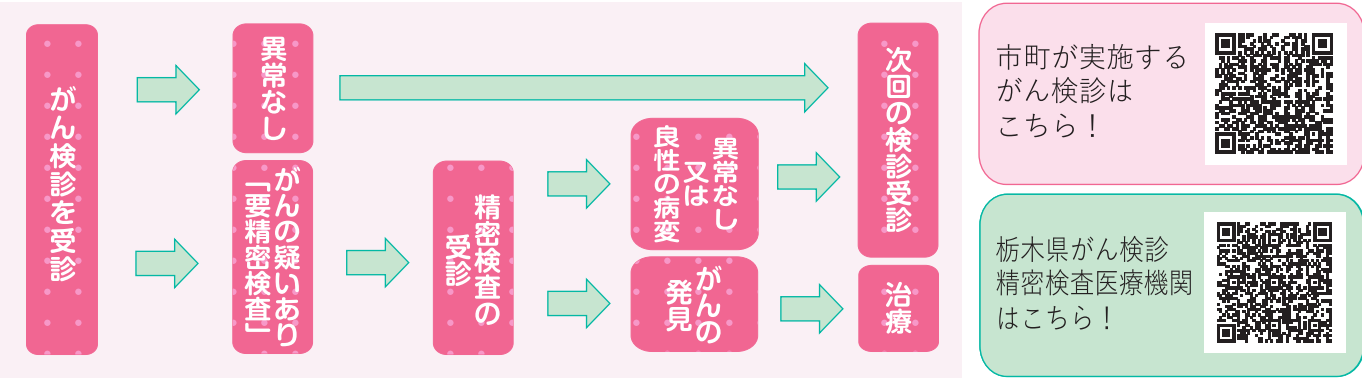 がん検診を受診
異常なし
がんの疑いあり
「要精密検査」
精密検査の
受診
異常なし
又は
良性の病変
がんの
発見
次回の検診受診
治療
市町が実施する
がん検診は
こちら！
栃木県がん検診
精密検査医療機関
はこちら！